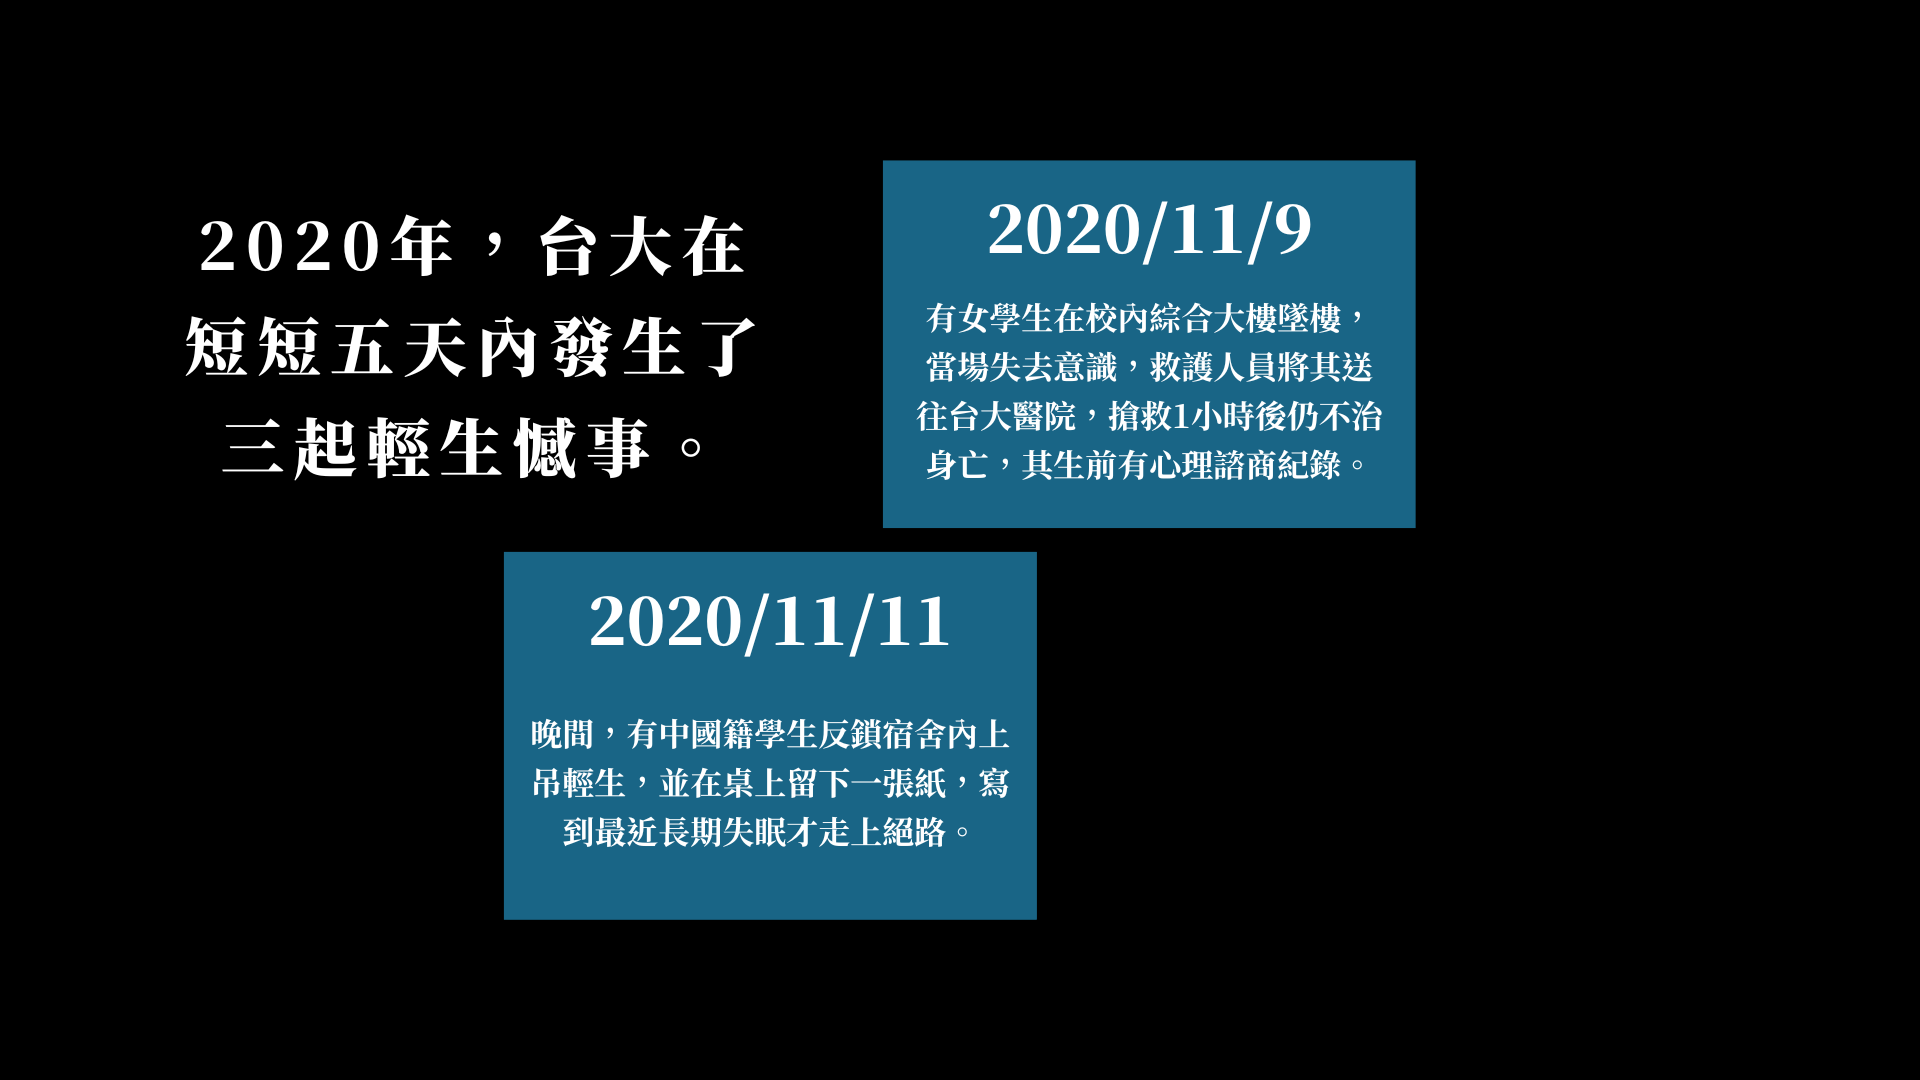 2020年，台大在
短短五天內發生了
三起輕生憾事。
2020/11/9
有女學生在校內綜合大樓墜樓，
當場失去意識，救護人員將其送
往台大醫院，搶救1小時後仍不治
身亡，其生前有心理諮商紀錄。
2020/11/11
晚間，有中國籍學生反鎖宿舍內上
吊輕生，並在桌上留下一張紙，寫
到最近長期失眠才走上絕路。